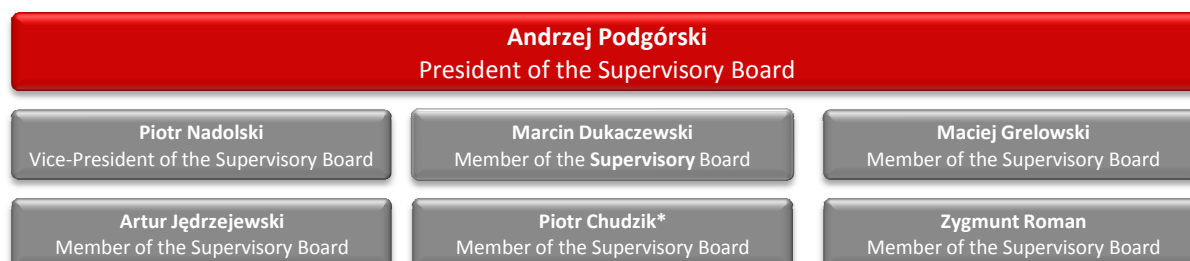 Andrzej Podgórski
President of the Supervisory Board
Piotr Nadolski
Vice-President of the Supervisory Board
Marcin Dukaczewski
Member of the Supervisory Board
Maciej Grelowski
Member of the Supervisory Board
Artur Jędrzejewski
Member of the Supervisory Board
Piotr Chudzik*
Member of the Supervisory Board
Zygmunt Roman
Member of the Supervisory Board